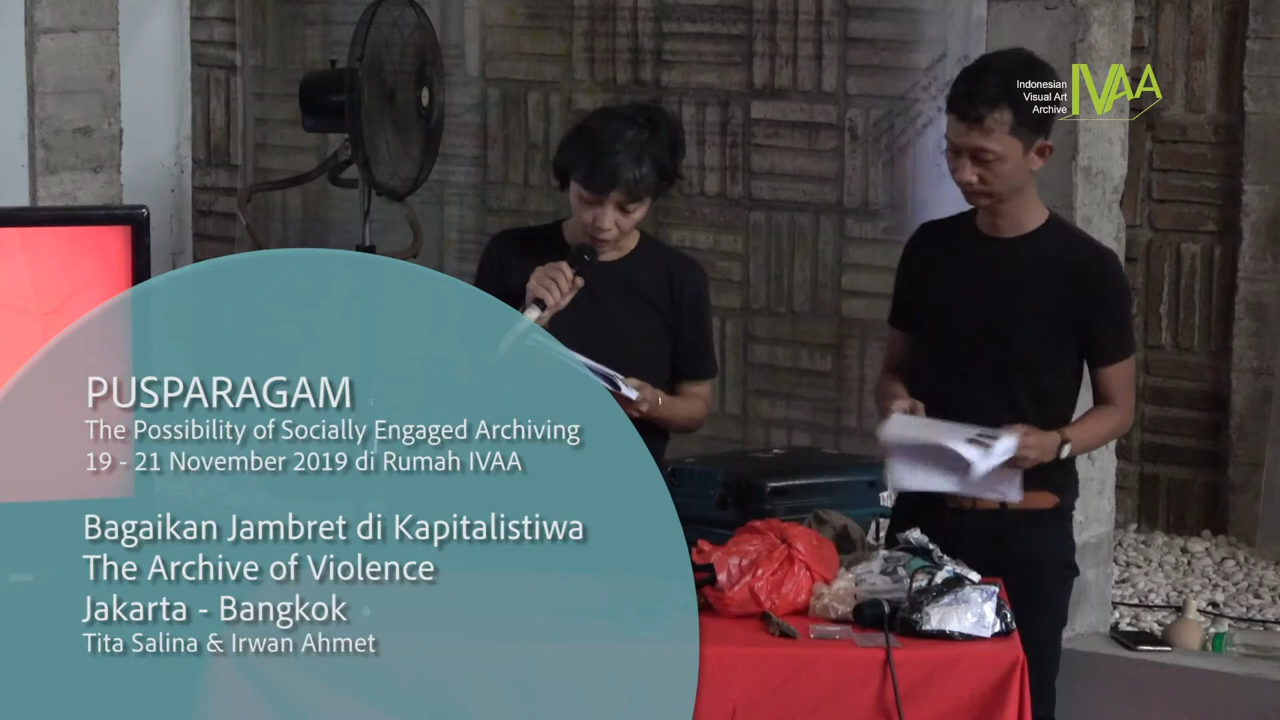 Indonesian
Visual Art
Archive
IVAA
PUSPARAGAM
The Possibility of Socially Engaged Archiving
19 - 21 November 2019 di Rumah IVAA
Bagaikan Jambret di Kapitalistiwa
The Archive of Violence
Jakarta - Bangkok
Tita Salina & Irwan Ahmet